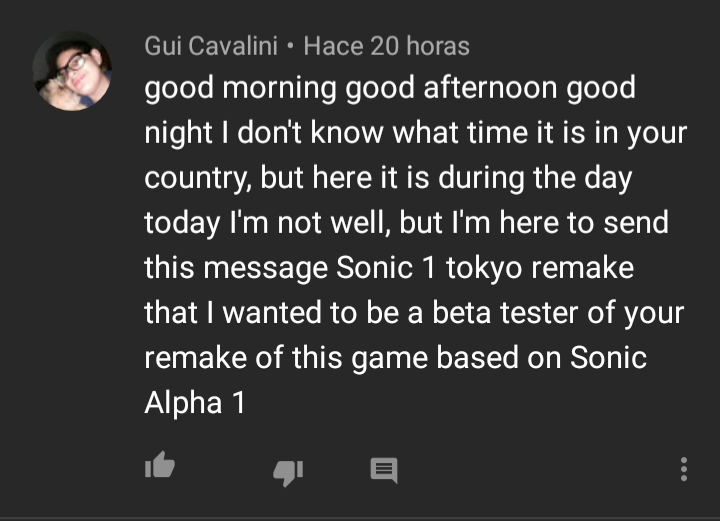 Gui Cavalini • Hace 20 horas
good morning good afternoon good
night I don't know what time it is in your
country, but here it is during the day
today I'm not well, but I'm here to send
this message Sonic 1 tokyo remake
that I wanted to be a beta tester of your
remake of this game based on Sonic
Alpha 1